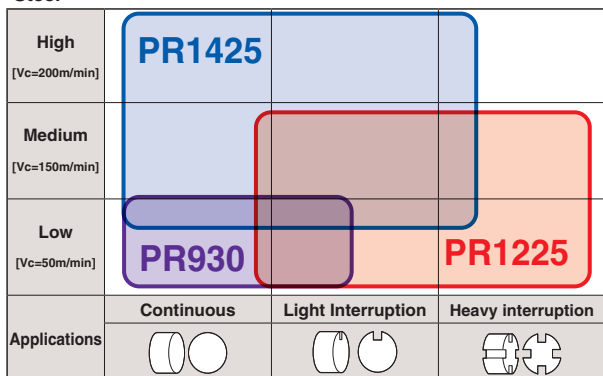 High
[Vc=200m/min]
PR1425
Medium
[Vc=150m/min]
Low
[Vc=50m/min]
PR930
PR1225
Applications
Continuous
Light Interruption
Heavy interruption